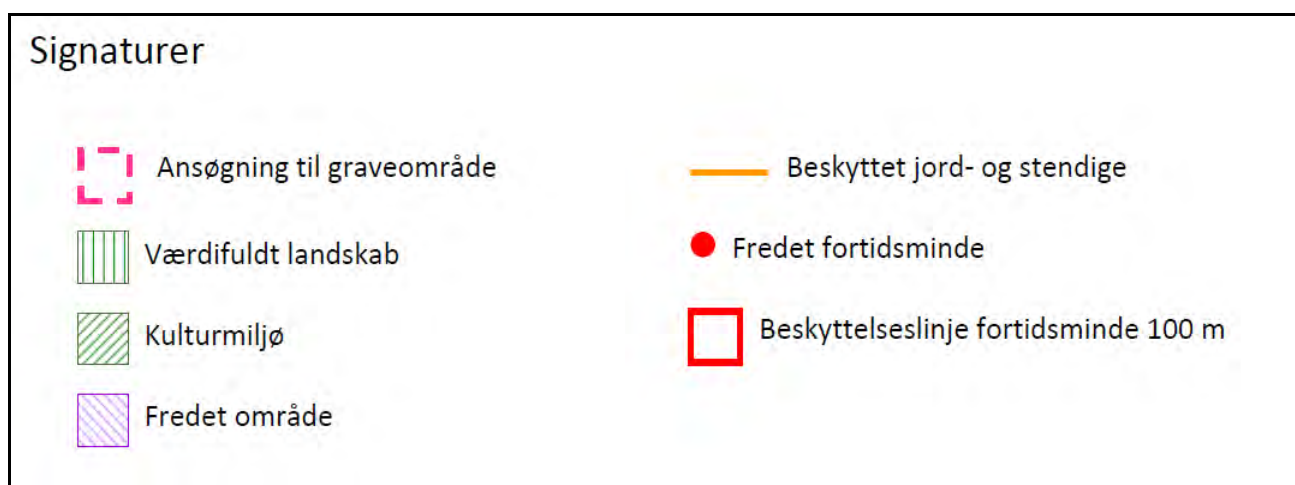 Signaturer
Ansøgning til graveområde
Værdifuldt landskab
Kulturmiljø
Fredet område
Beskyttet jord- og stendige
Fredet fortidsminde
Beskyttelseslinje fortidsminde 100 m